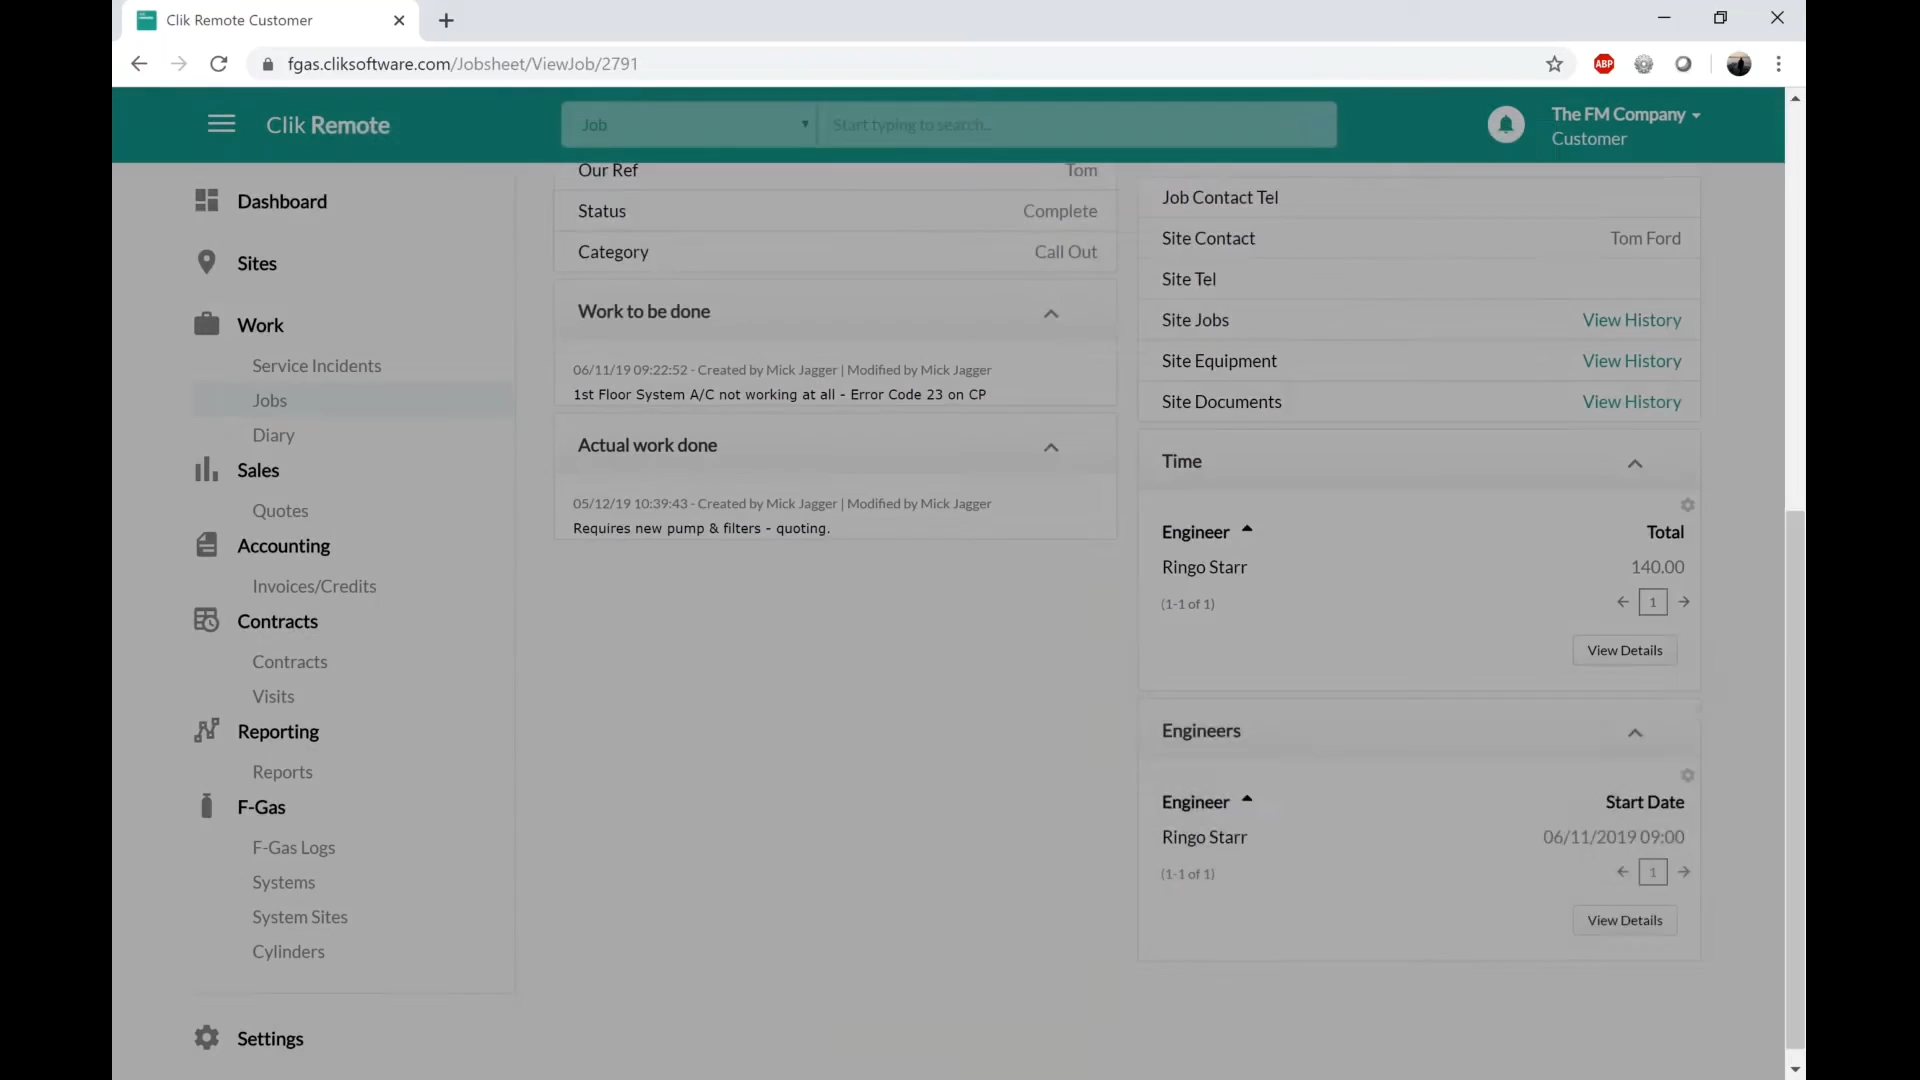 Clik Remote Customer
fgas.cliksoftware.com/Jobsheet/ViewJob/2791
ABP
Clik Remote
Job
Start typing to search...
The FM Company
Customer
Dashboard
Sites
Work
Service Incidents
Jobs
Diary
Sales
Quotes
Accounting
Invoices/Credits
Contracts
Contracts
Visits
Reporting
Reports
F-Gas
F-Gas Logs
Systems
System Sites
Cylinders
Settings
Our Ref Tom
Status Complete
Category Call Out
Work to be done
06/11/19 09:22:52 - Created by Mick Jagger | Modified by Mick Jagger
1st Floor System A/C not working at all - Error Code 23 on CP
Actual work done
05/12/19 10:39:43 - Created by Mick Jagger | Modified by Mick Jagger
Requires new pump & filters - quoting.
Job Contact Tel
Site Contact Tom Ford
Site Tel
Site Jobs View History
Site Equipment View History
Site Documents View History
Time
Engineer Total
Ringo Starr 140.00
(1-1 of 1) 1
View Details
Engineers
Engineer Start Date
Ringo Starr 06/11/2019 09:00
(1-1 of 1) 1
View Details